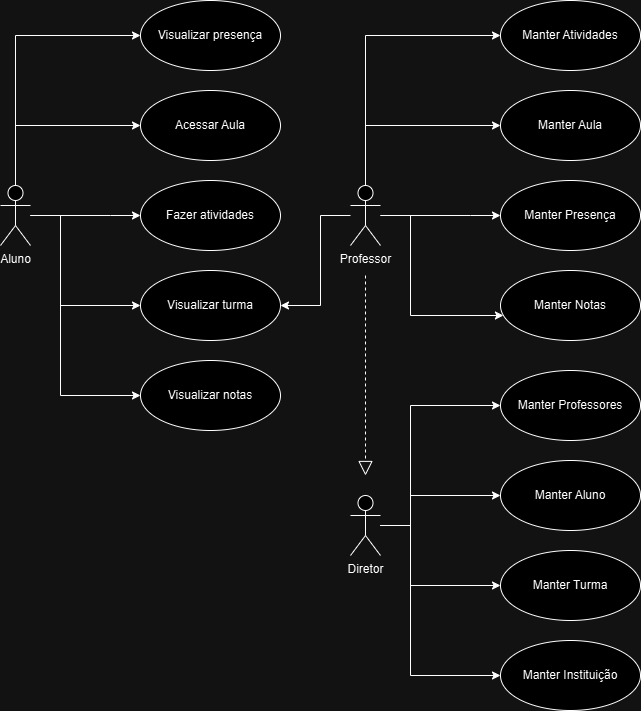 Visualizar presença
Manter Atividades
Acessar Aula
Manter Aula
Fazer atividades
Manter Presença
Aluno
Professor
Visualizar turma
Manter Notas
Visualizar notas
Manter Professores
Manter Aluno
Diretor
Manter Turma
Manter Instituição